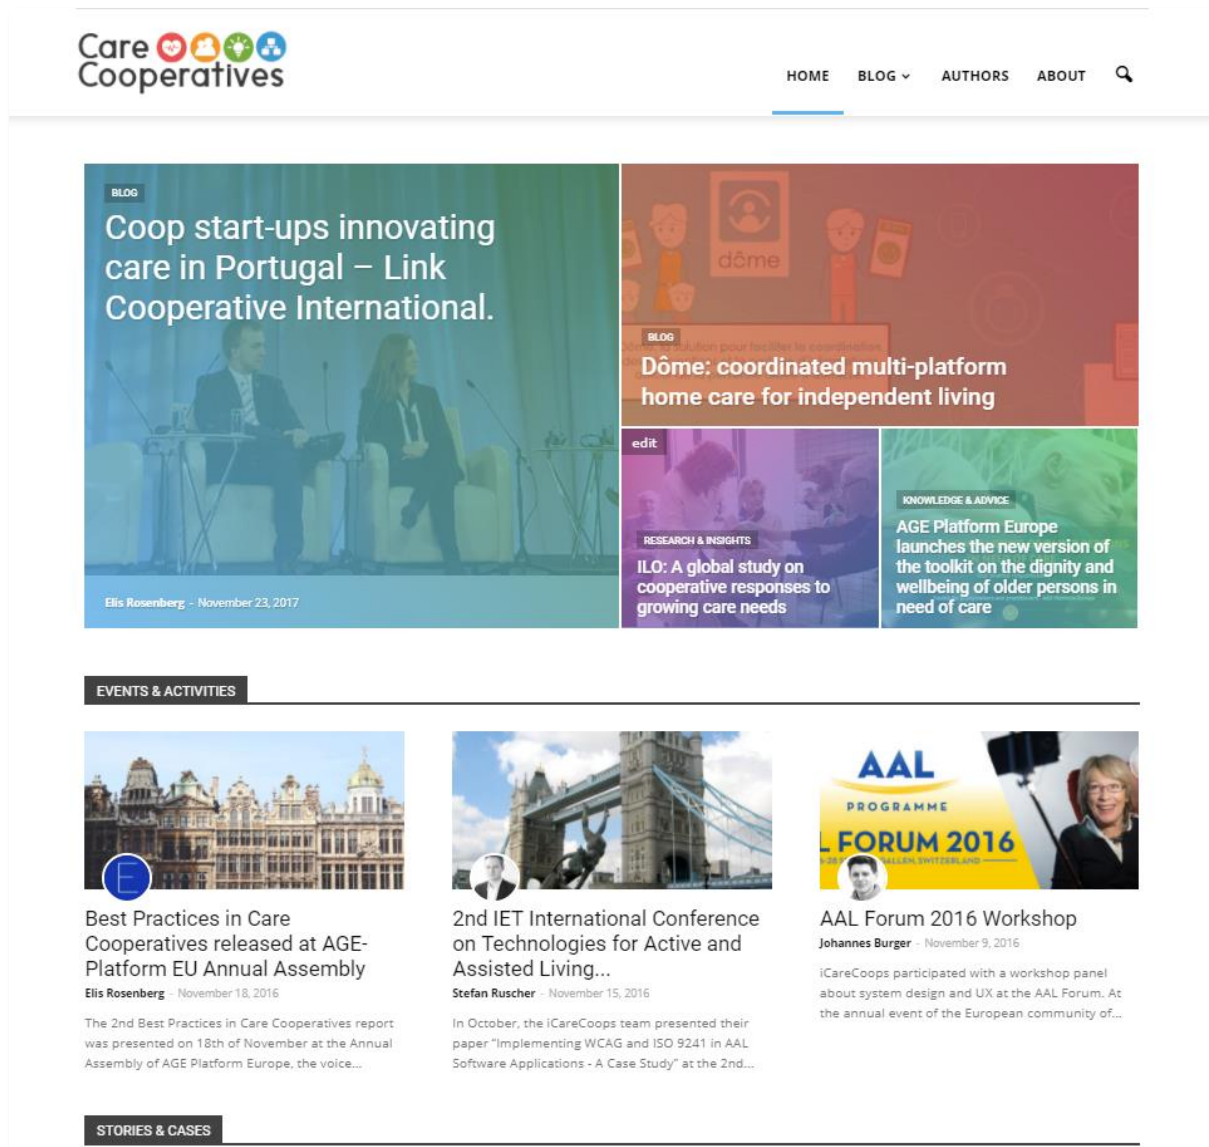 Care
Cooperatives
HOME
BLOG
AUTHORS
ABOUT
BLOG
Coop start-ups innovating
care in Portugal – Link
Cooperative International.
Elis Rosenberg - November 23, 2017
dôme
BLOG
Dôme: coordinated multi-platform
home care for independent living
edit
RESEARCH & INSIGHTS
ILO: A global study on
cooperative responses to
growing care needs
KNOWLEDGE & ADVICE
AGE Platform Europe
launches the new version of
the toolkit on the dignity and
wellbeing of older persons in
need of care
EVENTS & ACTIVITIES
E
Best Practices in Care
Cooperatives released at AGE-
Platform EU Annual Assembly
Elis Rosenberg - November 18, 2016
The 2nd Best Practices in Care Cooperatives report
was presented on 18th of November at the Annual
Assembly of AGE Platform Europe, the voice...
2nd IET International Conference
on Technologies for Active and
Assisted Living...
Stefan Ruscher - November 15, 2016
In October, the iCareCoops team presented their
paper “Implementing WCAG and ISO 9241 in AAL
Software Applications - A Case Study” at the 2nd...
AAL
PROGRAMME
L FORUM 2016
GALLEN, SWITZERLAND
AAL Forum 2016 Workshop
Johannes Burger - November 9, 2016
iCareCoops participated with a workshop panel
about system design and UX at the AAL Forum. At
the annual event of the European community of...
STORIES & CASES